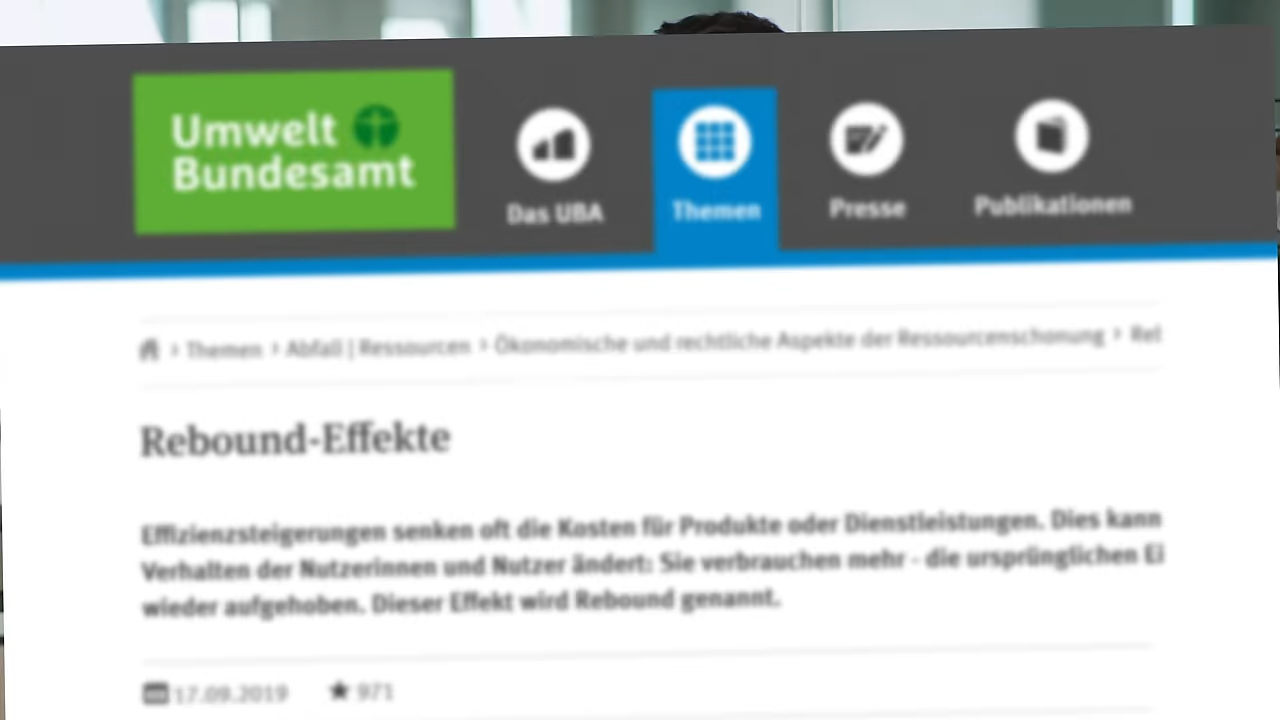 Umwelt
Bundesamt
Das UBA
Themen
Presse
Publikationen
› Themen › Abfall | Ressourcen › Ökonomische und rechtliche Aspekte der Ressourcenschonung › Rel
Rebound-Effekte
Effizienzsteigerungen senken oft die Kosten für Produkte oder Dienstleistungen. Dies kann
Verhalten der Nutzerinnen und Nutzer ändert: Sie verbrauchen mehr - die ursprünglichen Ei
wieder aufgehoben. Dieser Effekt wird Rebound genannt.
17.09.2019
971